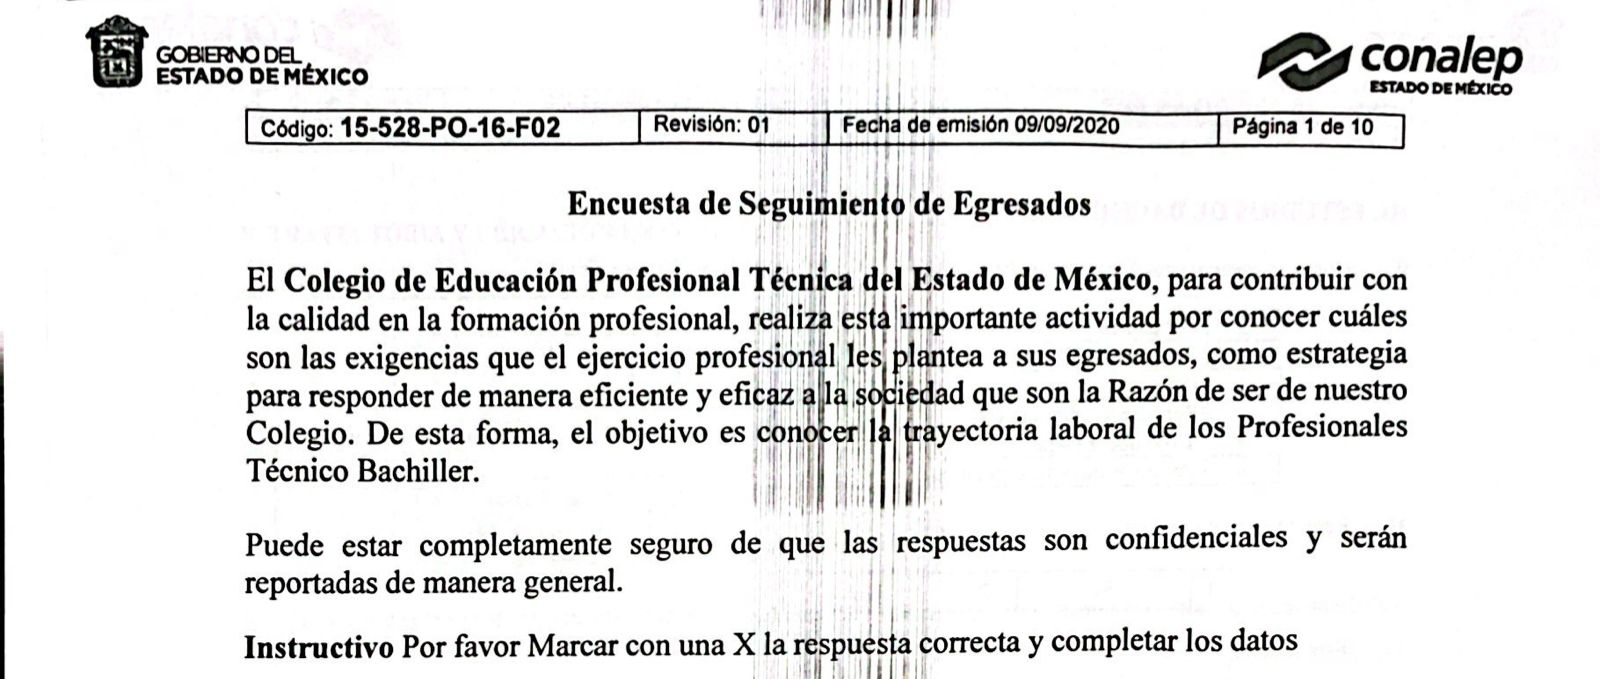 GOBIERNO DEL
ESTADO DE MÉXICO
conalep
ESTADO DE MÉXICO
Código: 15-528-PO-16-F02 Revisión: 01 Fecha de emisión 09/09/2020 Página 1 de 10
Encuesta de Seguimiento de Egresados
El Colegio de Educación Profesional Técnica del Estado de México, para contribuir con
la calidad en la formación profesional, realiza esta importante actividad por conocer cuáles
son las exigencias que el ejercicio profesional les plantea a sus egresados, como estrategia
para responder de manera eficiente y eficaz a la sociedad que son la Razón de ser de nuestro
Colegio. De esta forma, el objetivo es conocer la trayectoria laboral de los Profesionales
Técnico Bachiller.
Puede estar completamente seguro de que las respuestas son confidenciales y serán
reportadas de manera general.
Instructivo Por favor Marcar con una X la respuesta correcta y completar los datos